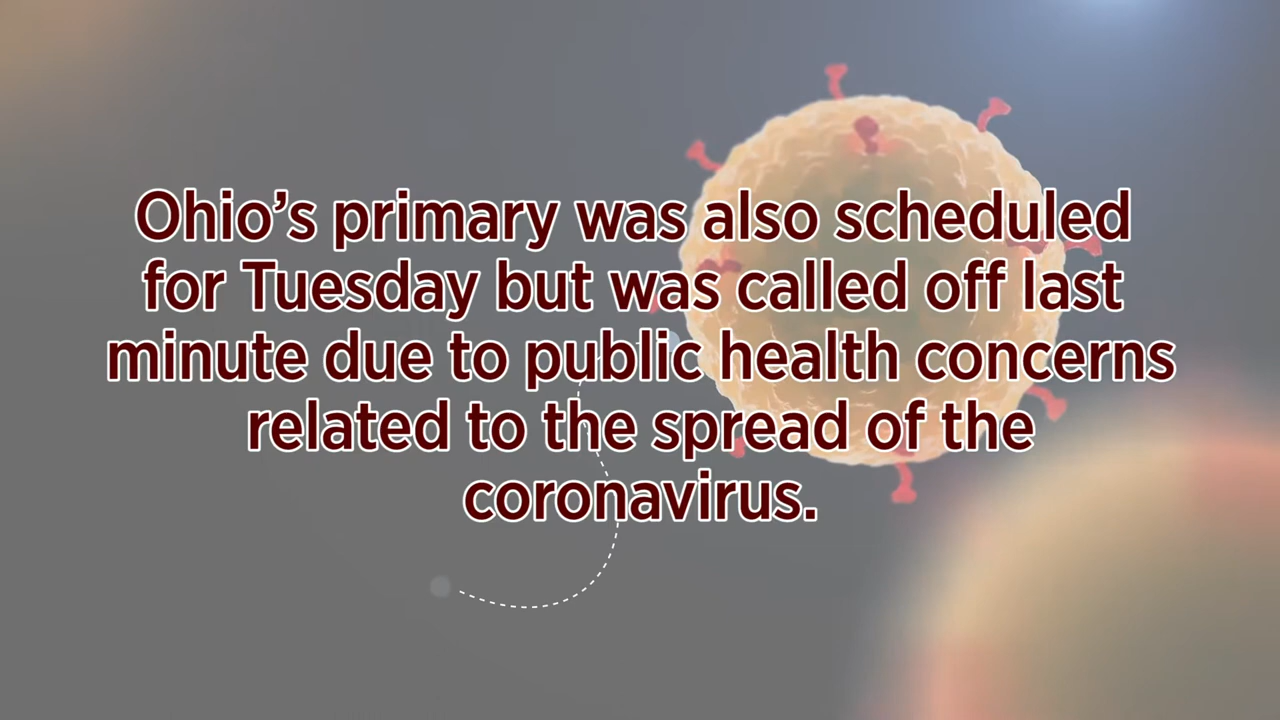 Ohio’s primary was also scheduled
for Tuesday but was called off last
minute due to public health concerns
related to the spread of the
coronavirus.